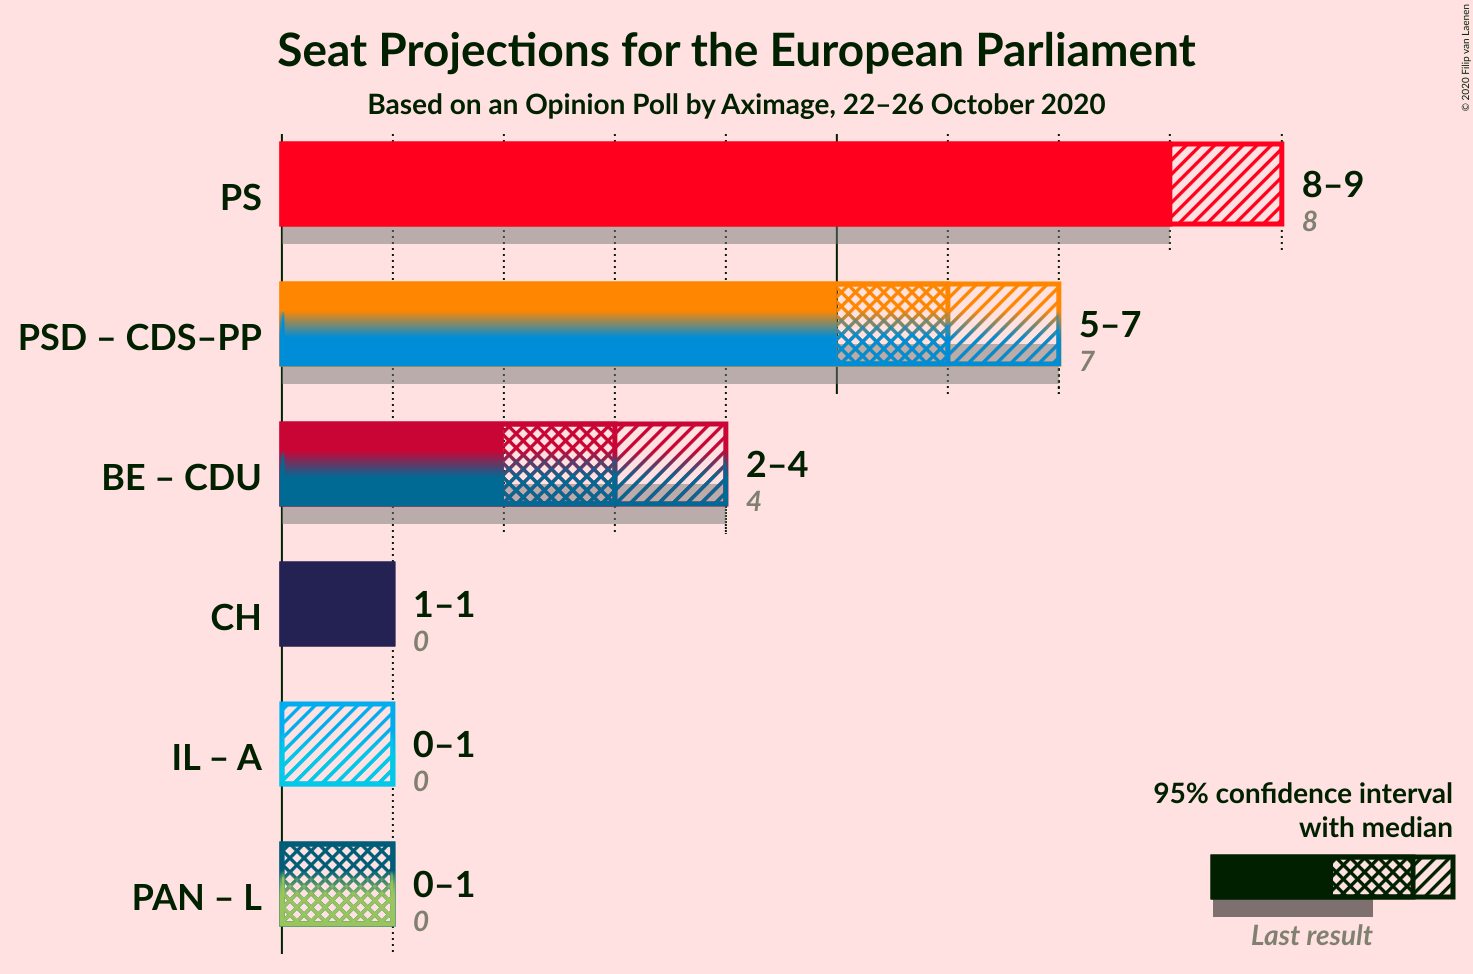 Seat Projections for the European Parliament
Based on an Opinion Poll by Aximage, 22–26 October 2020
© 2020 Filip van Laenen
PS
8–9
8
PSD – CDS–PP
5–7
7
BE – CDU
2–4
4
CH
1–1
0
IL – A
0–1
0
PAN – L
0–1
0
95% confidence interval
with median
Last result